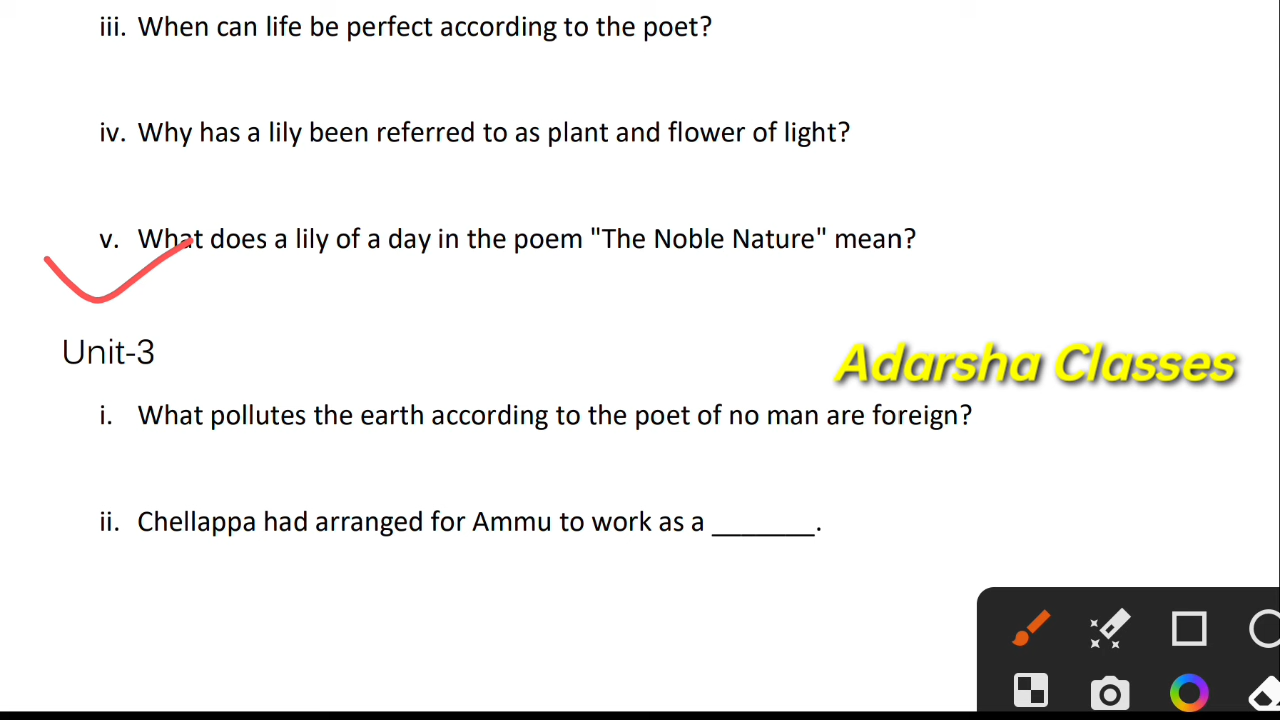 iii. When can life be perfect according to the poet?
iv. Why has a lily been referred to as plant and flower of light?
v. What does a lily of a day in the poem "The Noble Nature" mean?
Unit-3
Adarsha Classes
i. What pollutes the earth according to the poet of no man are foreign?
ii. Chellappa had arranged for Ammu to work as a _______.